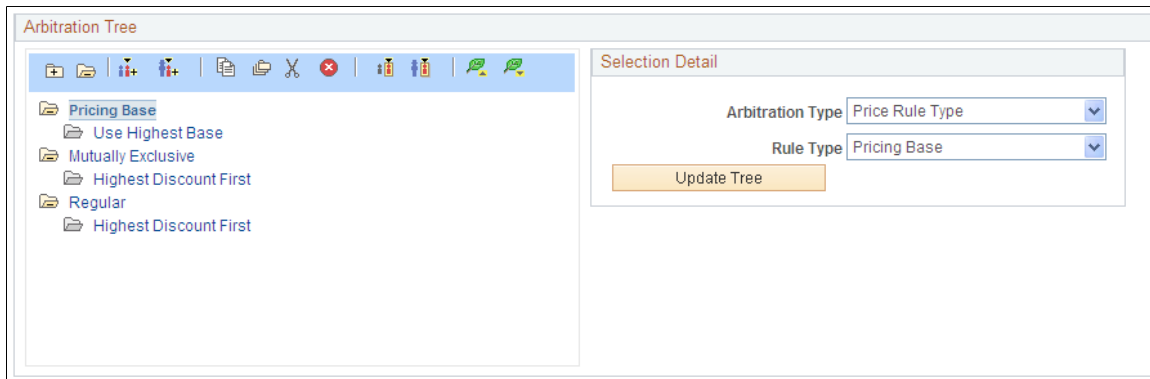 Arbitration Tree
Pricing Base
Use Highest Base
Mutually Exclusive
Highest Discount First
Regular
Highest Discount First
Selection Detail
Arbitration Type Price Rule Type
Rule Type Pricing Base
Update Tree